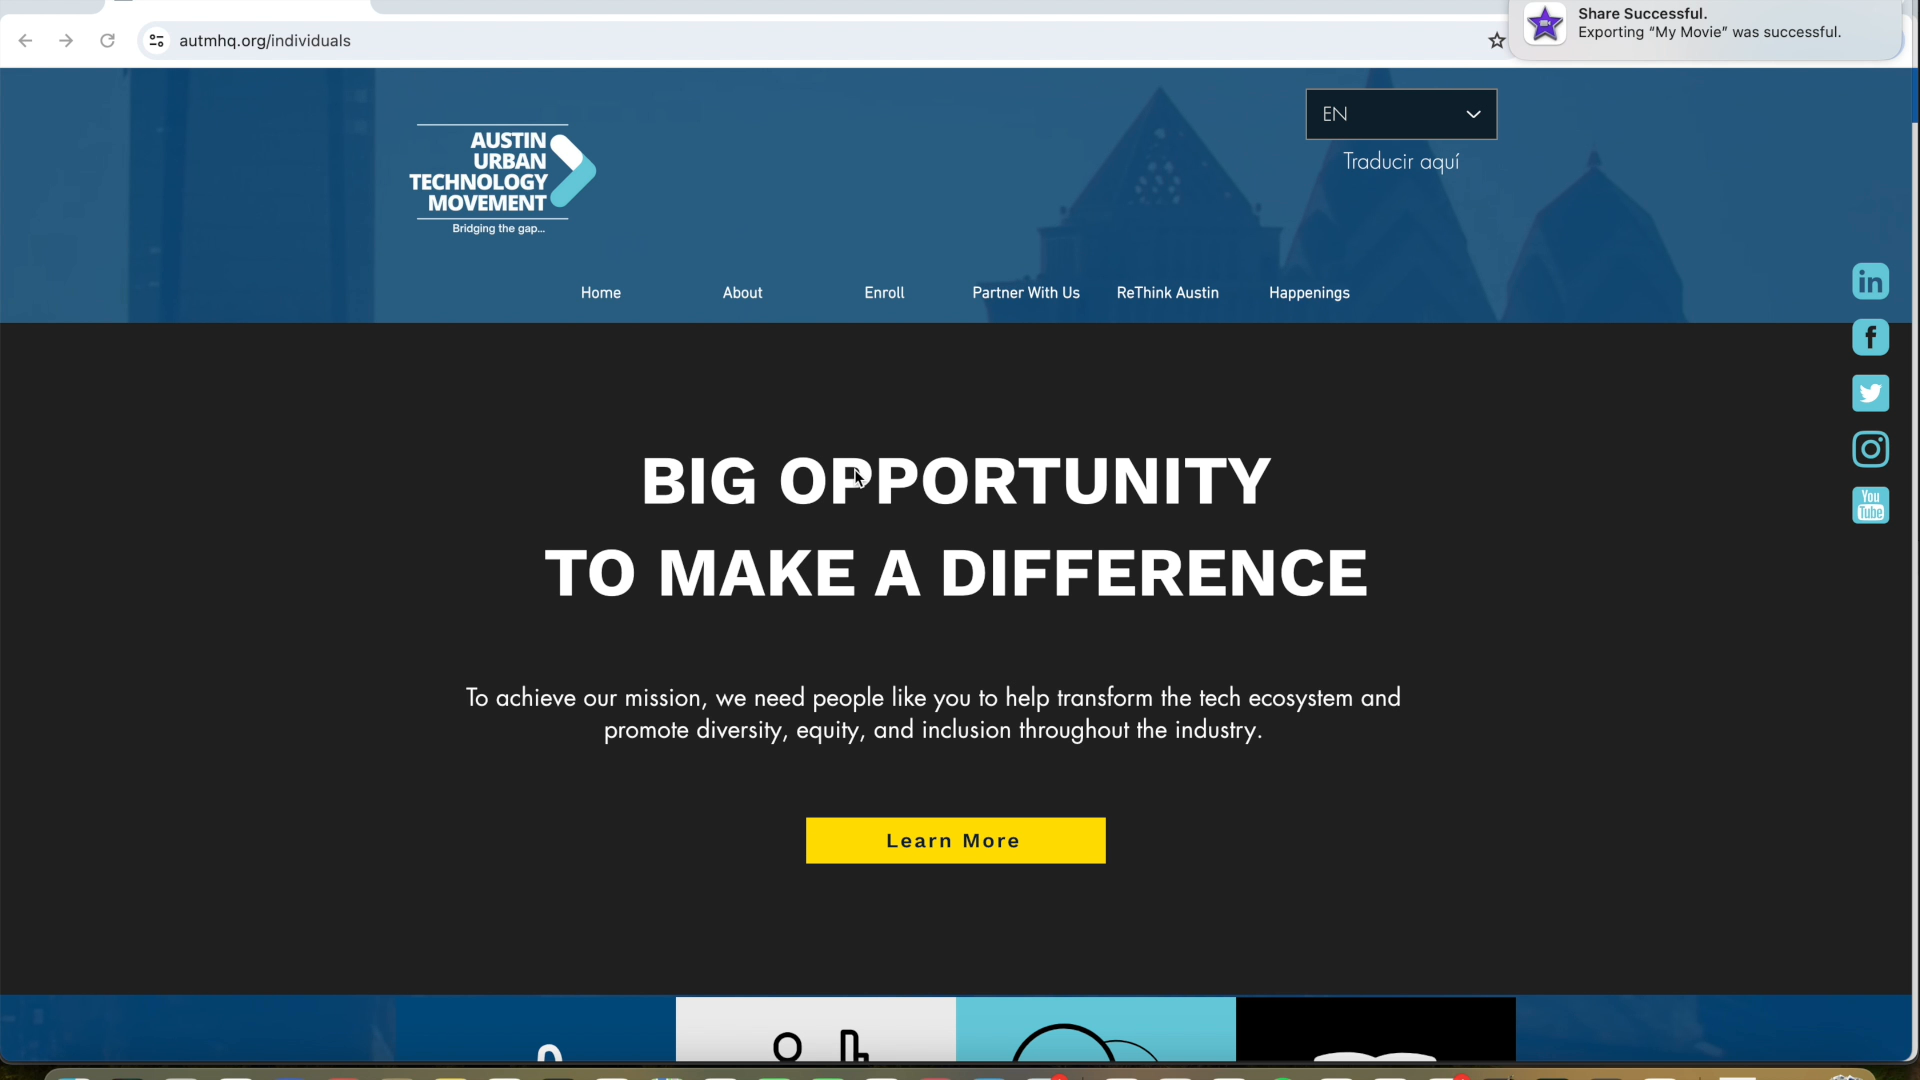 Share Successful.
Exporting “My Movie” was successful.
autmhq.org/individuals
EN
Traducir aquí
AUSTIN
URBAN
TECHNOLOGY
MOVEMENT
Bridging the gap...
Home About Enroll Partner With Us ReThink Austin Happenings
in
f
You
Tube
BIG OPPORTUNITY
TO MAKE A DIFFERENCE
To achieve our mission, we need people like you to help transform the tech ecosystem and
promote diversity, equity, and inclusion throughout the industry.
Learn More